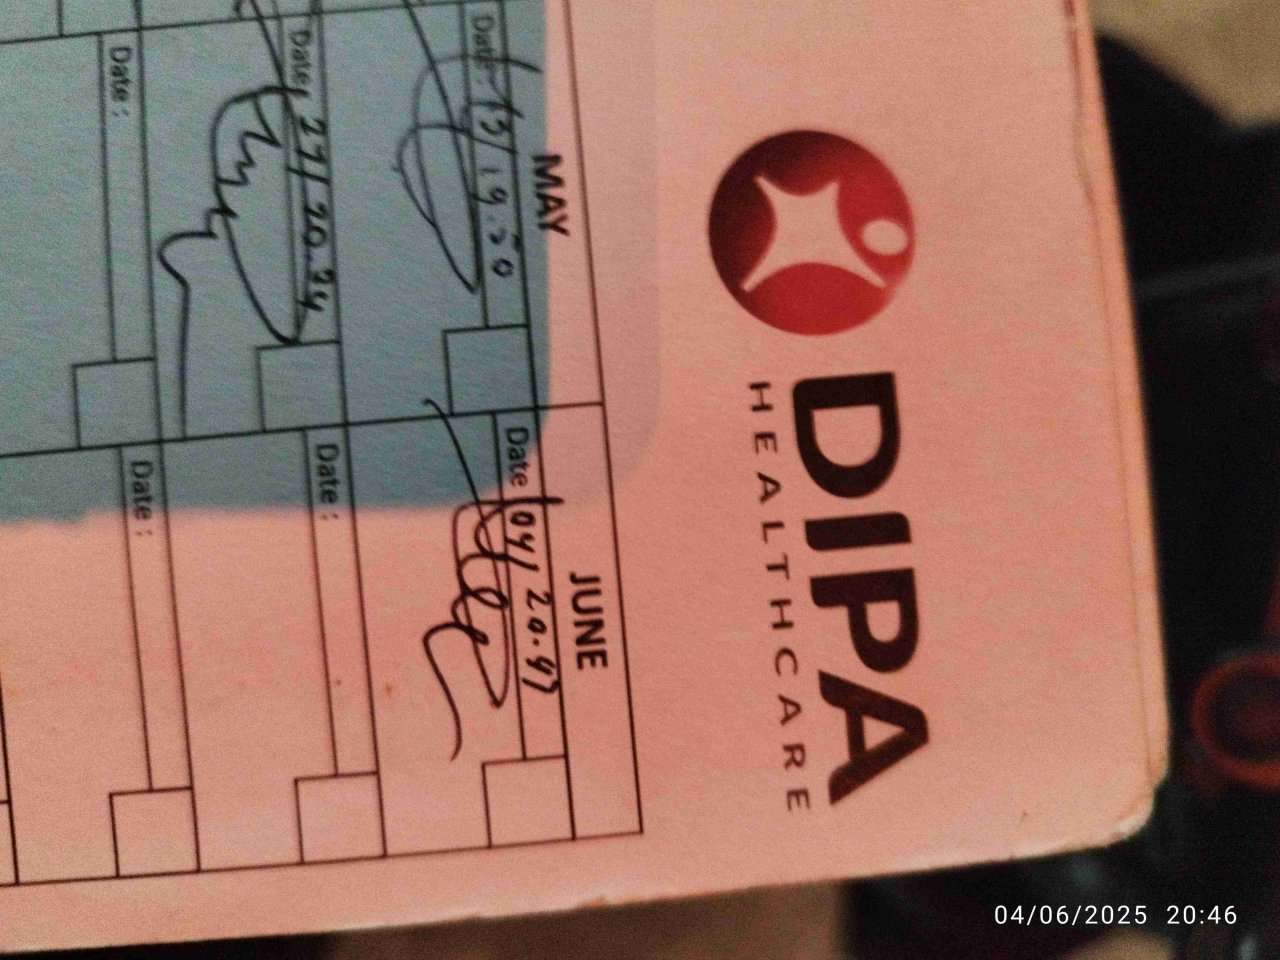 DIPA
HEALTHCARE
MAY
JUNE
Date: 13/19.50
Date 04/20.47
Date: 27/20.24
Date :
Date :
Date :
04/06/2025 20:46